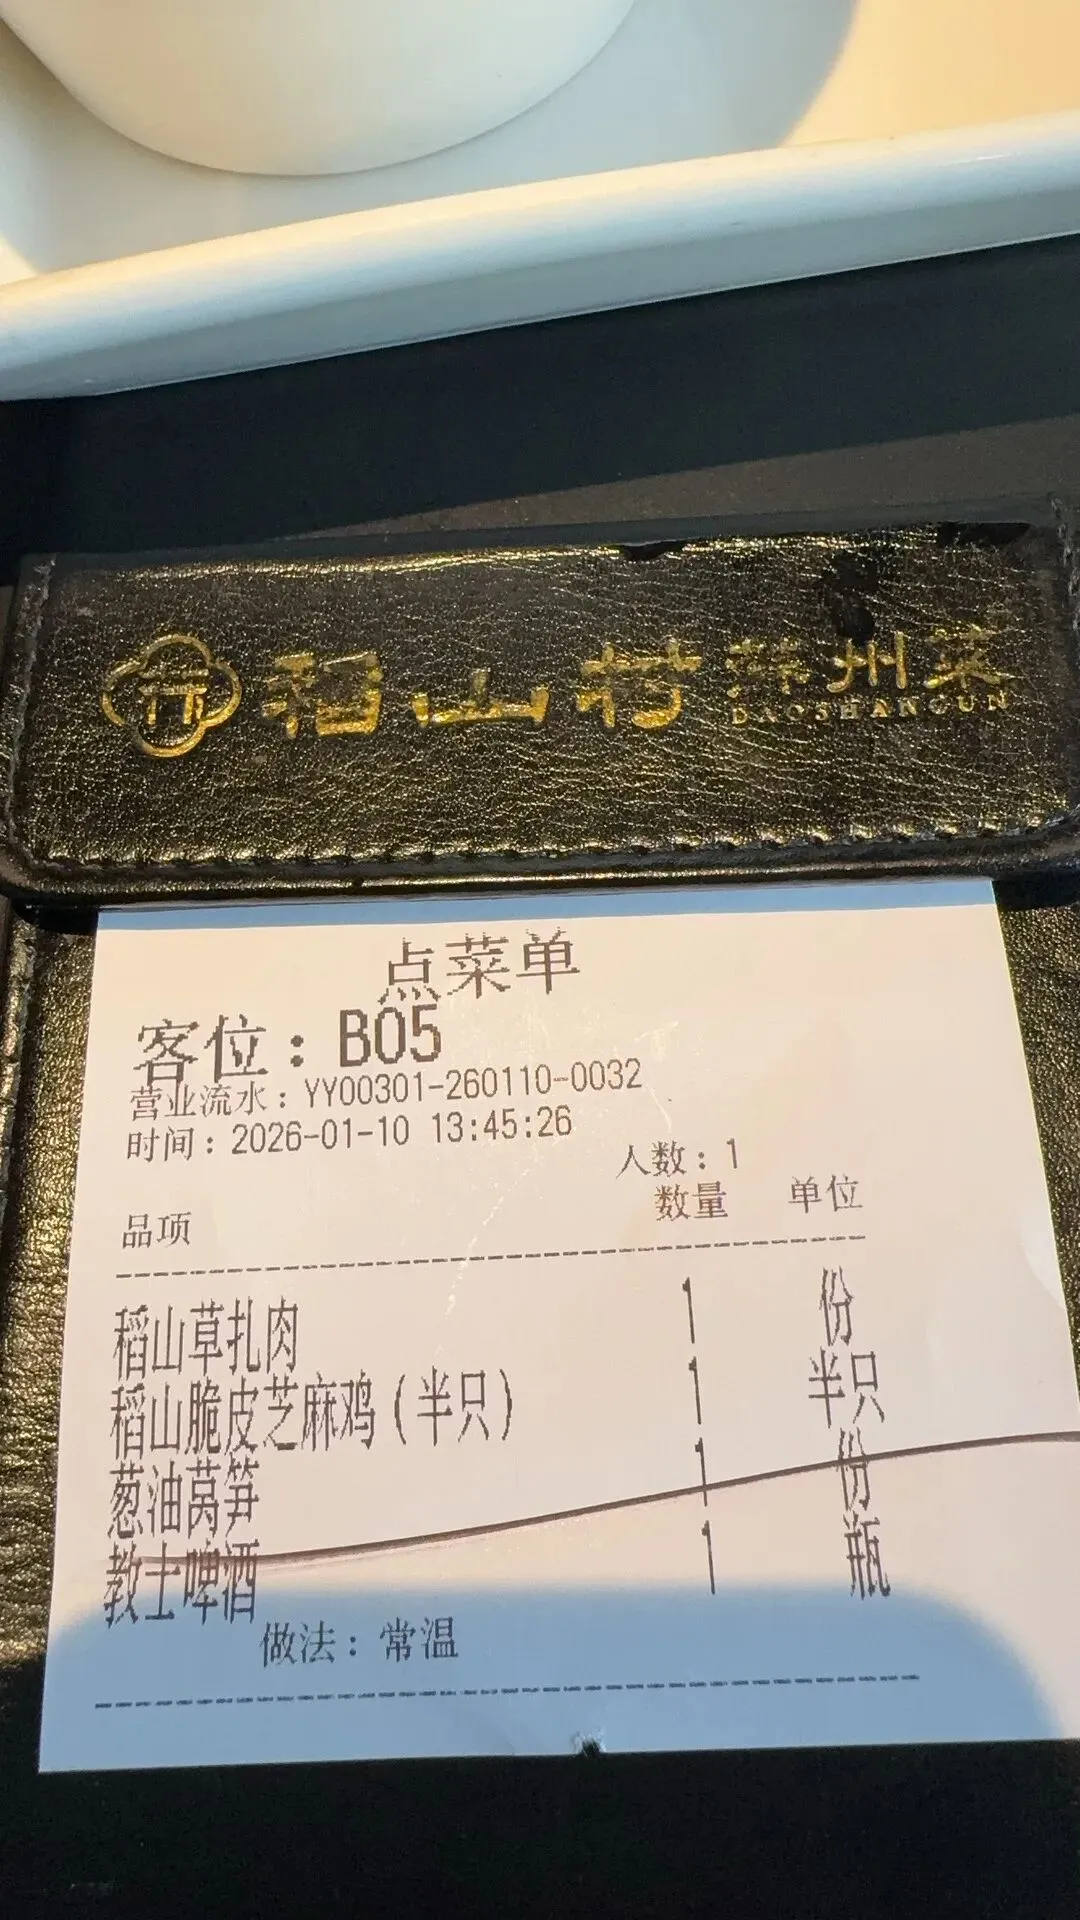 稻山村 苏州菜
DAOSHANCUN
点菜单
客位：B05
营业流水：YY00301-260110-0032
时间：2026-01-10 13:45:26
人数：1
品项 数量 单位
稻山草扎肉 1 份
稻山脆皮芝麻鸡（半只） 1 半只
葱油莴笋 1 份
教士啤酒 1 瓶
做法：常温